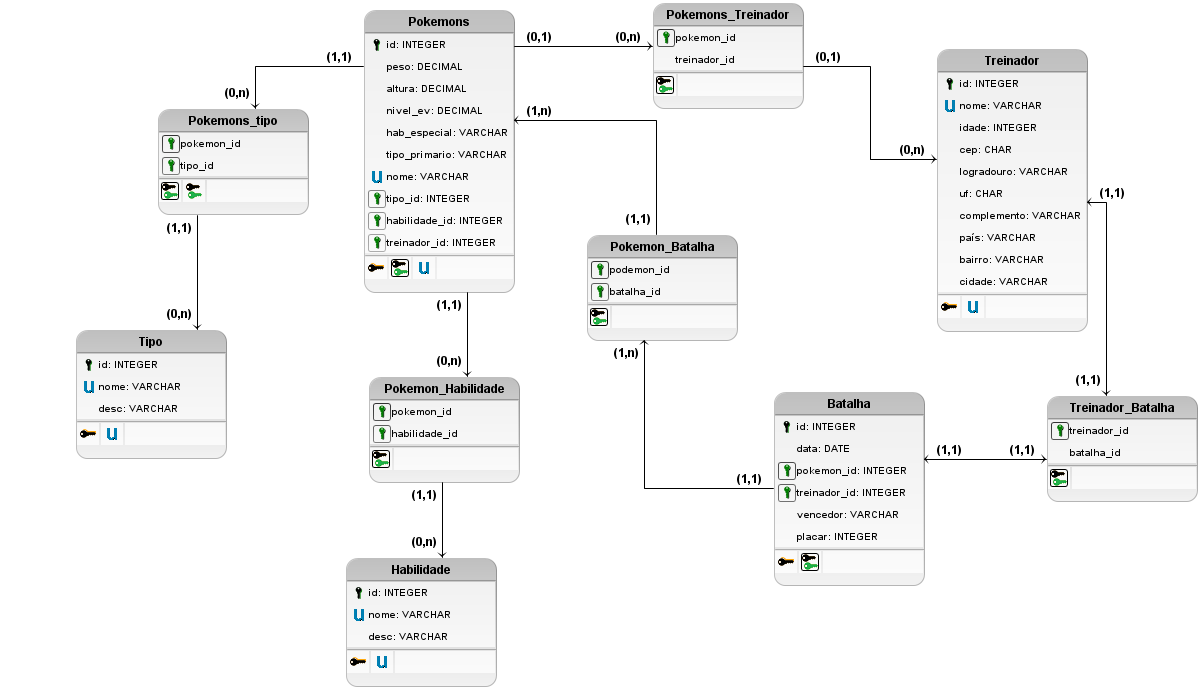 Pokemons
id: INTEGER
peso: DECIMAL
altura: DECIMAL
nivel_ev: DECIMAL
hab_especial: VARCHAR
tipo_primario: VARCHAR
u nome: VARCHAR
tipo_id: INTEGER
habilidade_id: INTEGER
treinador_id: INTEGER
u
(0,1)
(0,n)
Pokemons_Treinador
pokemon_id
treinador_id
(0,1)
(0,n)
Treinador
id: INTEGER
u nome: VARCHAR
idade: INTEGER
cep: CHAR
logradouro: VARCHAR
uf: CHAR
complemento: VARCHAR
país: VARCHAR
bairro: VARCHAR
cidade: VARCHAR
u
(1,1)
(0,n)
Pokemons_tipo
pokemon_id
tipo_id
(1,1)
(0,n)
Tipo
id: INTEGER
u nome: VARCHAR
desc: VARCHAR
u
(1,n)
(1,1)
Pokemon_Batalha
podemon_id
batalha_id
(1,n)
(1,1)
(1,1)
(0,n)
Pokemon_Habilidade
pokemon_id
habilidade_id
(1,1)
(0,n)
Habilidade
id: INTEGER
u nome: VARCHAR
desc: VARCHAR
u
Batalha
id: INTEGER
data: DATE
pokemon_id: INTEGER
treinador_id: INTEGER
vencedor: VARCHAR
placar: INTEGER
(1,1)
(1,1)
(1,1)
(1,1)
Treinador_Batalha
treinador_id
batalha_id